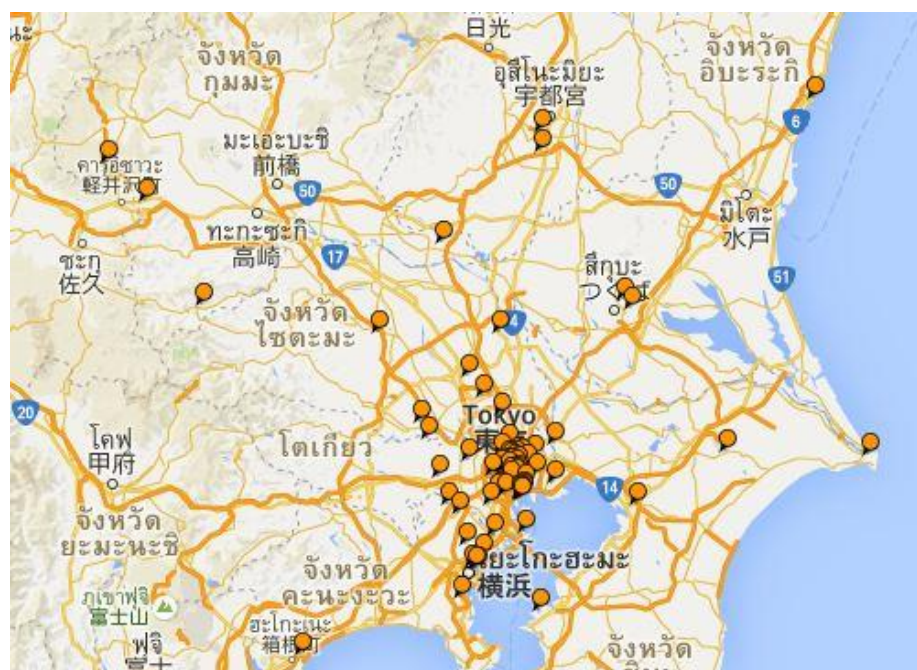 日光
จังหวัด
กุมมะ
จังหวัด
อิบะระกิ
อุสึโนะมิยะ
宇都宮
6
มะเอะบะชิ
前橋
คารุอิซาวะ
50
50
มิโตะ
水戸
ทะกะซะกิ
高崎
17
ซะกุ
佐久
สึกุบะ
つくば
51
จังหวัด
ไซตะมะ
4
20
Tokyo
โคฟุ
甲府
โตเกียว
14
จังหวัด
ยะมะนะชิ
จังหวัด
คะนะงะวะ
โยะโกะฮะมะ
横浜
ภูเขาฟูจิ
富士山
ฮะโกะเนะ
ฟุจิ
จังหวัด